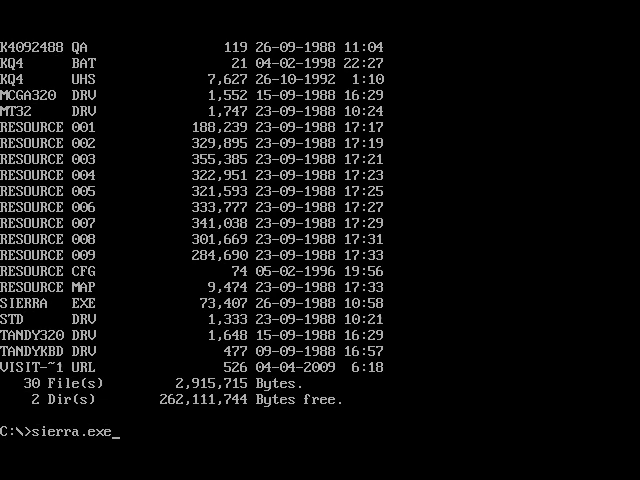 K4092488 QA 119 26-09-1988 11:04
KQ4 BAT 21 04-02-1998 22:27
KQ4 UHS 7,627 26-10-1992 1:10
MCGA320 DRV 1,552 15-09-1988 16:29
MT32 DRV 1,747 23-09-1988 10:24
RESOURCE 001 188,239 23-09-1988 17:17
RESOURCE 002 329,895 23-09-1988 17:19
RESOURCE 003 355,385 23-09-1988 17:21
RESOURCE 004 322,951 23-09-1988 17:23
RESOURCE 005 321,593 23-09-1988 17:25
RESOURCE 006 333,777 23-09-1988 17:27
RESOURCE 007 341,038 23-09-1988 17:29
RESOURCE 008 301,669 23-09-1988 17:31
RESOURCE 009 284,690 23-09-1988 17:33
RESOURCE CFG 74 05-02-1996 19:56
RESOURCE MAP 9,474 23-09-1988 17:33
SIERRA EXE 73,407 26-09-1988 10:58
STD DRV 1,333 23-09-1988 10:21
TANDY320 DRV 1,648 15-09-1988 16:29
TANDYKBD DRV 477 09-09-1988 16:57
VISIT-~1 URL 526 04-04-2009 6:18
30 File(s) 2,915,715 Bytes.
2 Dir(s) 262,111,744 Bytes free.
C:\>sierra.exe_